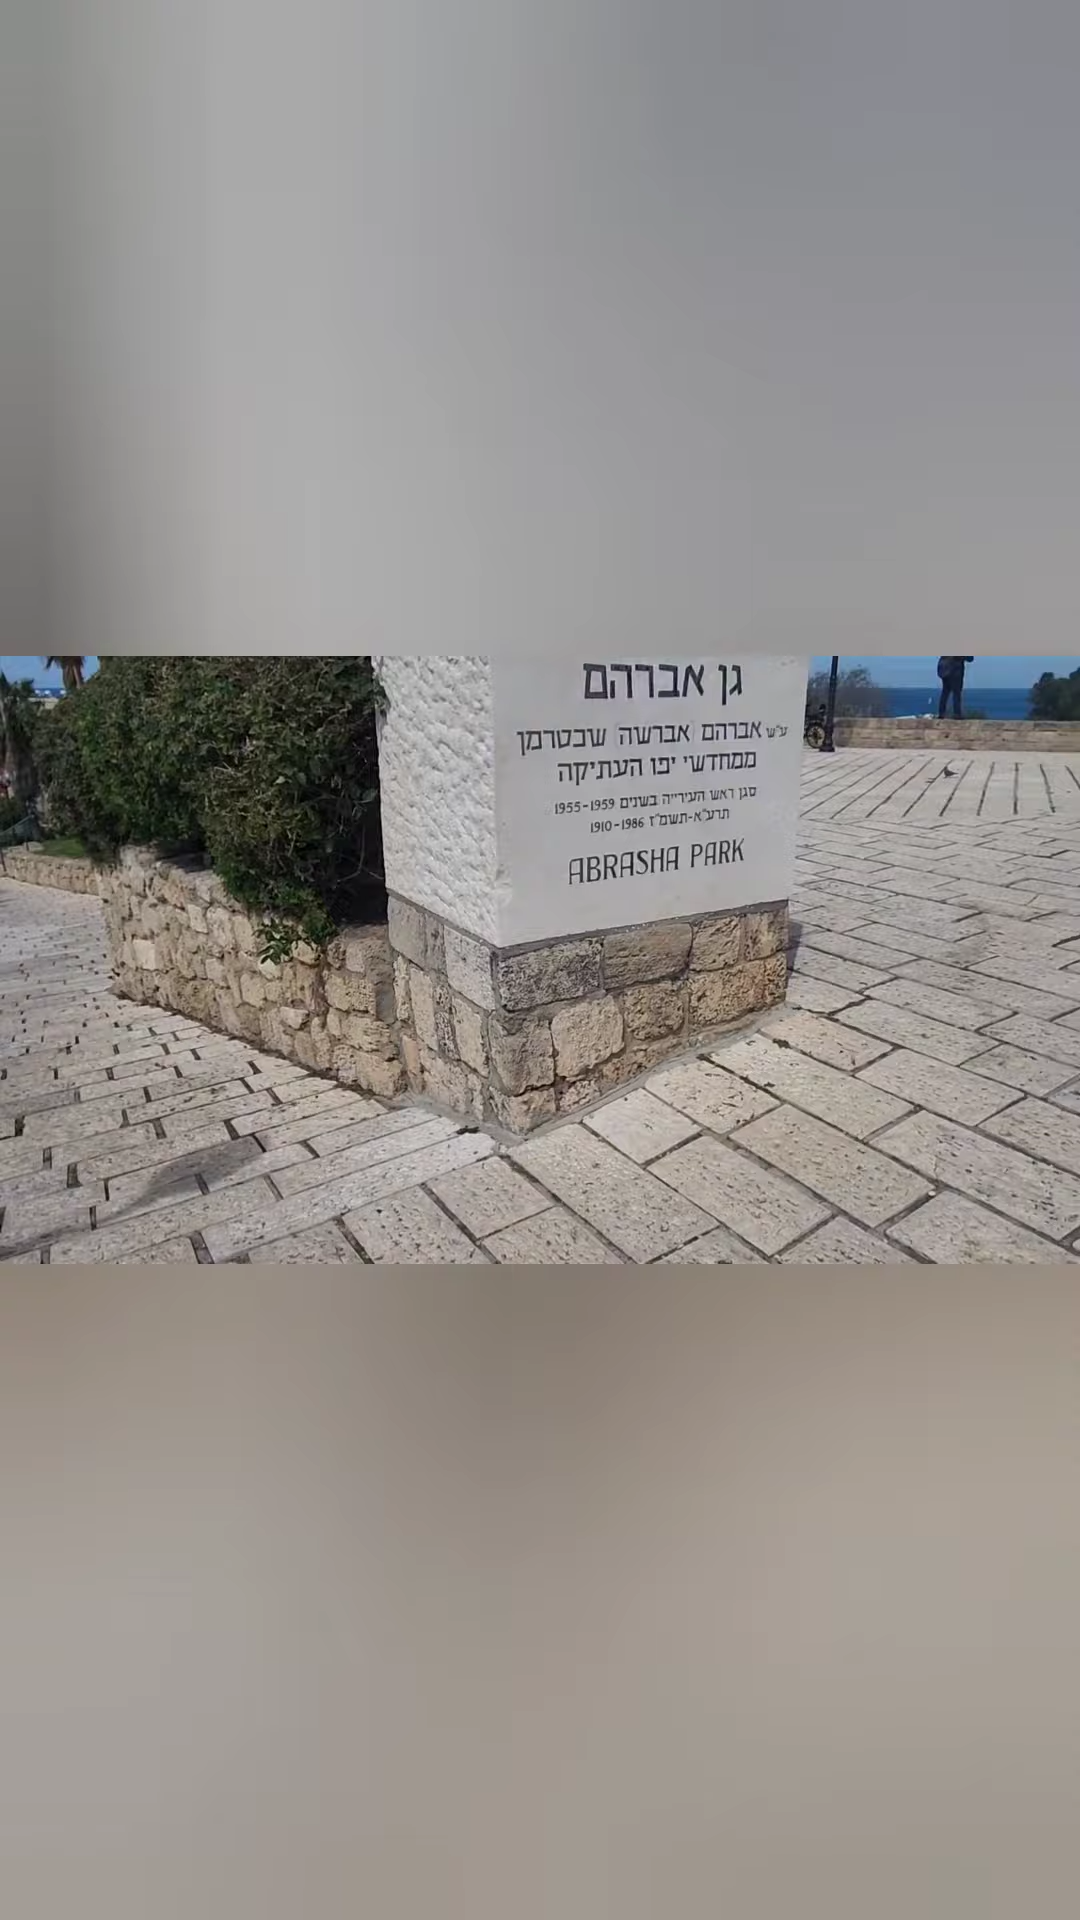 גן אברהם
ע"ש אברהם אברשה שכטרמן
ממחדשי יפו העתיקה
סגן ראש העירייה בשנים 1955-1959
תרע"א-תשמ"ז 1910-1986
ABRASHA PARK